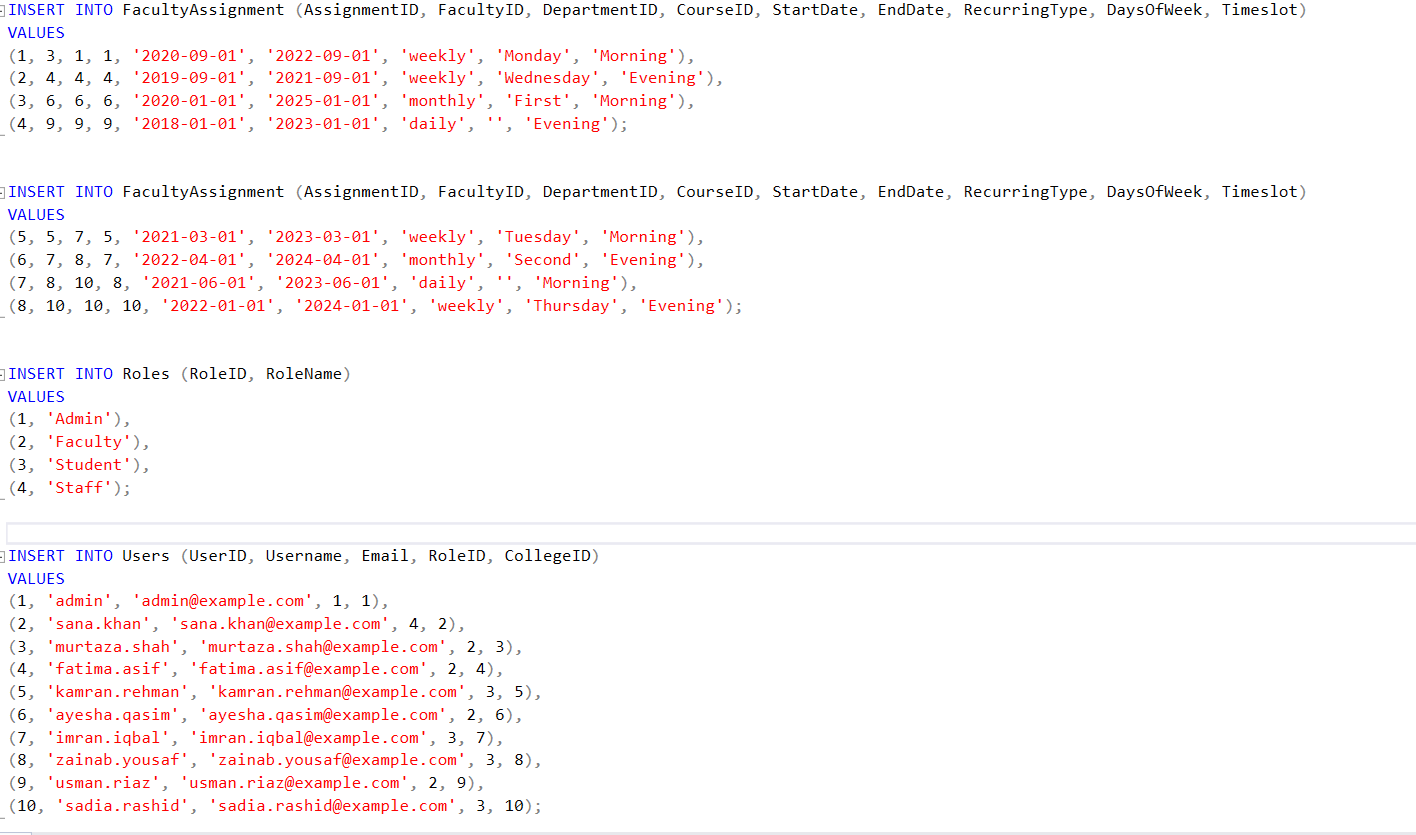 INSERT INTO FacultyAssignment (AssignmentID, FacultyID, DepartmentID, CourseID, StartDate, EndDate, RecurringType, DaysOfWeek, Timeslot)
VALUES
(1, 3, 1, 1, '2020-09-01', '2022-09-01', 'weekly', 'Monday', 'Morning'),
(2, 4, 4, 4, '2019-09-01', '2021-09-01', 'weekly', 'Wednesday', 'Evening'),
(3, 6, 6, 6, '2020-01-01', '2025-01-01', 'monthly', 'First', 'Morning'),
(4, 9, 9, 9, '2018-01-01', '2023-01-01', 'daily', '', 'Evening');
INSERT INTO FacultyAssignment (AssignmentID, FacultyID, DepartmentID, CourseID, StartDate, EndDate, RecurringType, DaysOfWeek, Timeslot)
VALUES
(5, 5, 7, 5, '2021-03-01', '2023-03-01', 'weekly', 'Tuesday', 'Morning'),
(6, 7, 8, 7, '2022-04-01', '2024-04-01', 'monthly', 'Second', 'Evening'),
(7, 8, 10, 8, '2021-06-01', '2023-06-01', 'daily', '', 'Morning'),
(8, 10, 10, 10, '2022-01-01', '2024-01-01', 'weekly', 'Thursday', 'Evening');
INSERT INTO Roles (RoleID, RoleName)
VALUES
(1, 'Admin'),
(2, 'Faculty'),
(3, 'Student'),
(4, 'Staff');
INSERT INTO Users (UserID, Username, Email, RoleID, CollegeID)
VALUES
(1, 'admin', 'admin@example.com', 1, 1),
(2, 'sana.khan', 'sana.khan@example.com', 4, 2),
(3, 'murtaza.shah', 'murtaza.shah@example.com', 2, 3),
(4, 'fatima.asif', 'fatima.asif@example.com', 2, 4),
(5, 'kamran.rehman', 'kamran.rehman@example.com', 3, 5),
(6, 'ayesha.qasim', 'ayesha.qasim@example.com', 2, 6),
(7, 'imran.iqbal', 'imran.iqbal@example.com', 3, 7),
(8, 'zainab.yousaf', 'zainab.yousaf@example.com', 3, 8),
(9, 'usman.riaz', 'usman.riaz@example.com', 2, 9),
(10, 'sadia.rashid', 'sadia.rashid@example.com', 3, 10);